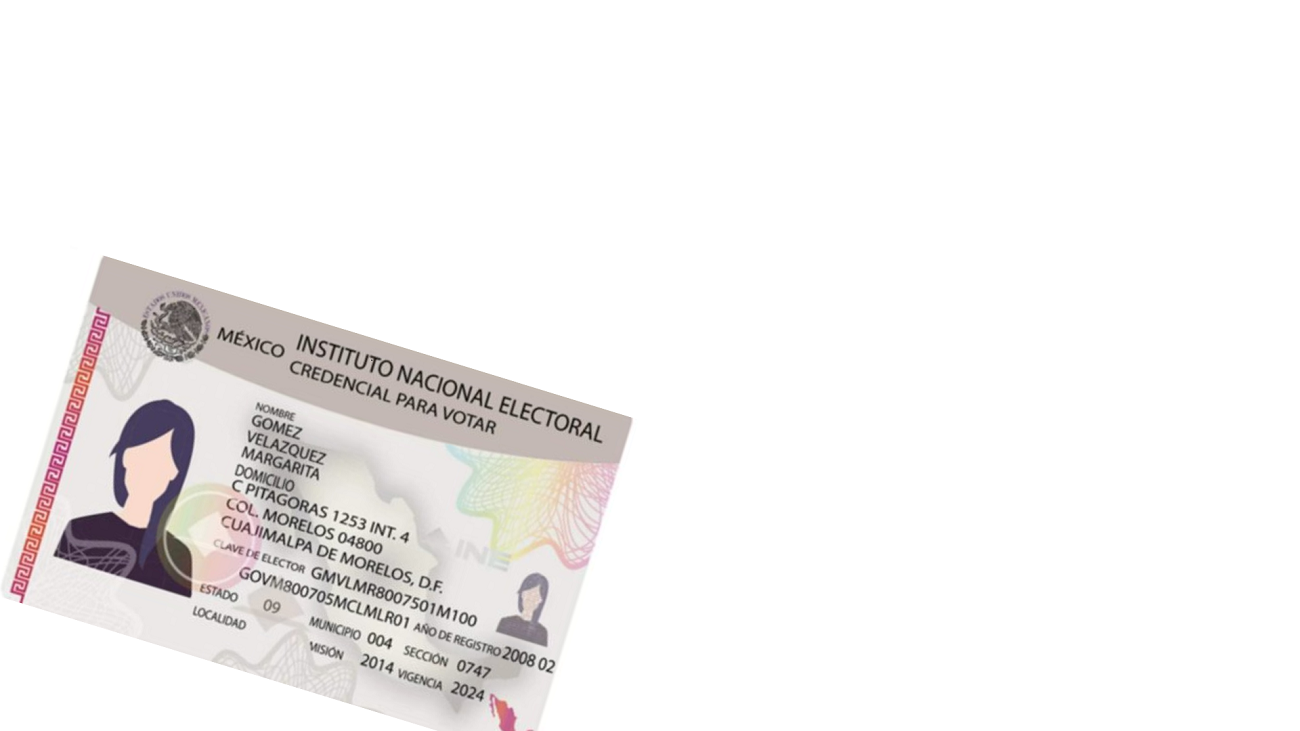 MÉXICO INSTITUTO NACIONAL ELECTORAL
CREDENCIAL PARA VOTAR
NOMBRE
GOMEZ
VELAZQUEZ
MARGARITA
DOMICILIO
C PITAGORAS 1253 INT. 4
COL. MORELOS 04800
CUAJIMALPA DE MORELOS, D.F.
CLAVE DE ELECTOR GMVLMR8007501M100
GOVM800705MCLMLR01 AÑO DE REGISTRO 2008 02
ESTADO 09 MUNICIPIO 004 SECCIÓN 0747
LOCALIDAD MISIÓN 2014 VIGENCIA 2024
INE
ESTADOS UNIDOS MEXICANOS